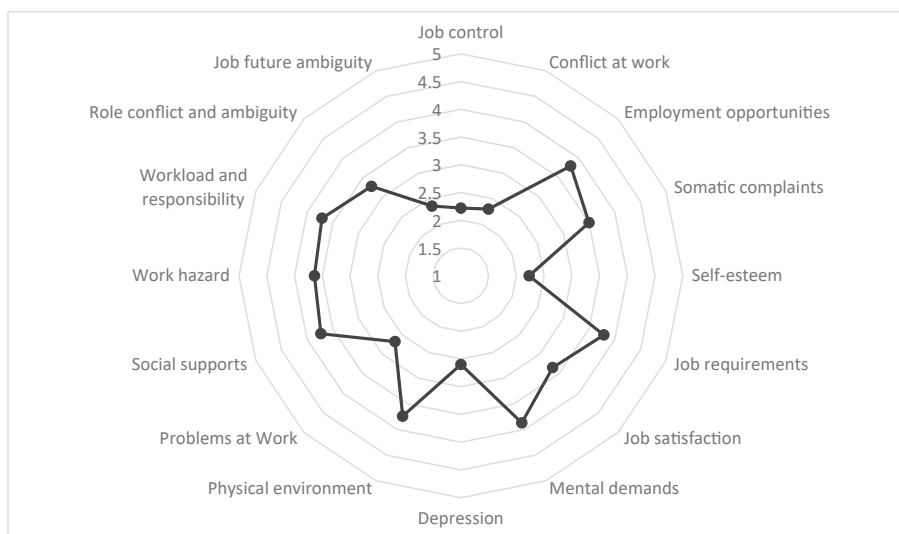 Job control
Job future ambiguity
Conflict at work
Role conflict and ambiguity
Employment opportunities
Workload and
responsibility
Somatic complaints
Work hazard
Self-esteem
Social supports
Job requirements
Problems at Work
Job satisfaction
Physical environment
Mental demands
Depression
5
4.5
4
3.5
3
2.5
2
1.5
1